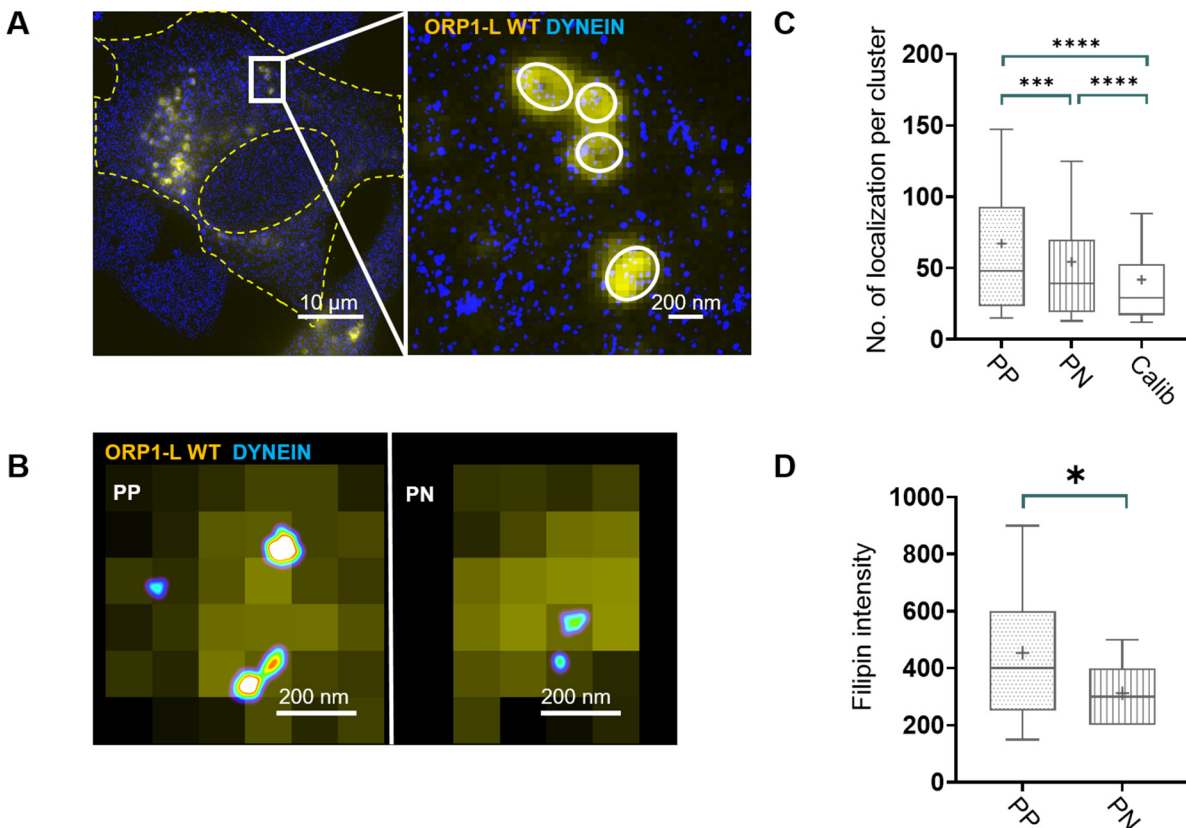 A
ORP1-L WT DYNEIN
10 µm
200 nm
C
No. of localization per cluster
200
150
100
50
0
****
*** ****
PP
PN
Calib
B
ORP1-L WT DYNEIN
PP
PN
200 nm
200 nm
D
Filipin intensity
1000
800
600
400
200
0
*
PP
PN